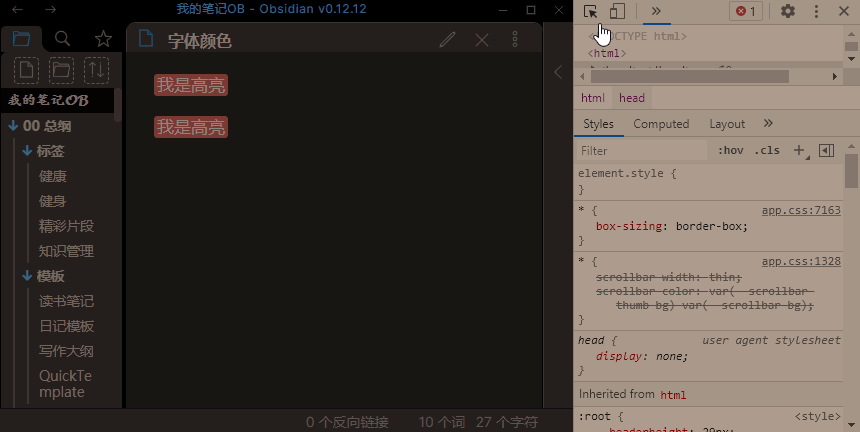 我的笔记OB - Obsidian v0.12.12
字体颜色
我的笔记OB
00 总纲
标签
健康
健身
精彩片段
知识管理
模板
读书笔记
日记模板
写作大纲
QuickTe
mplate
我是高亮
我是高亮
0 个反向链接 10 个词 27 个字符
1
<!DOCTYPE html>
<html>
html head
Styles Computed Layout
Filter :hov .cls
element.style {
}
* { app.css:7163
box-sizing: border-box;
}
* { app.css:1328
scrollbar-width: thin;
scrollbar-color: var(--scrollbar-
thumb-bg) var(--scrollbar-bg);
}
head { user agent stylesheet
display: none;
}
Inherited from html
:root { <style>